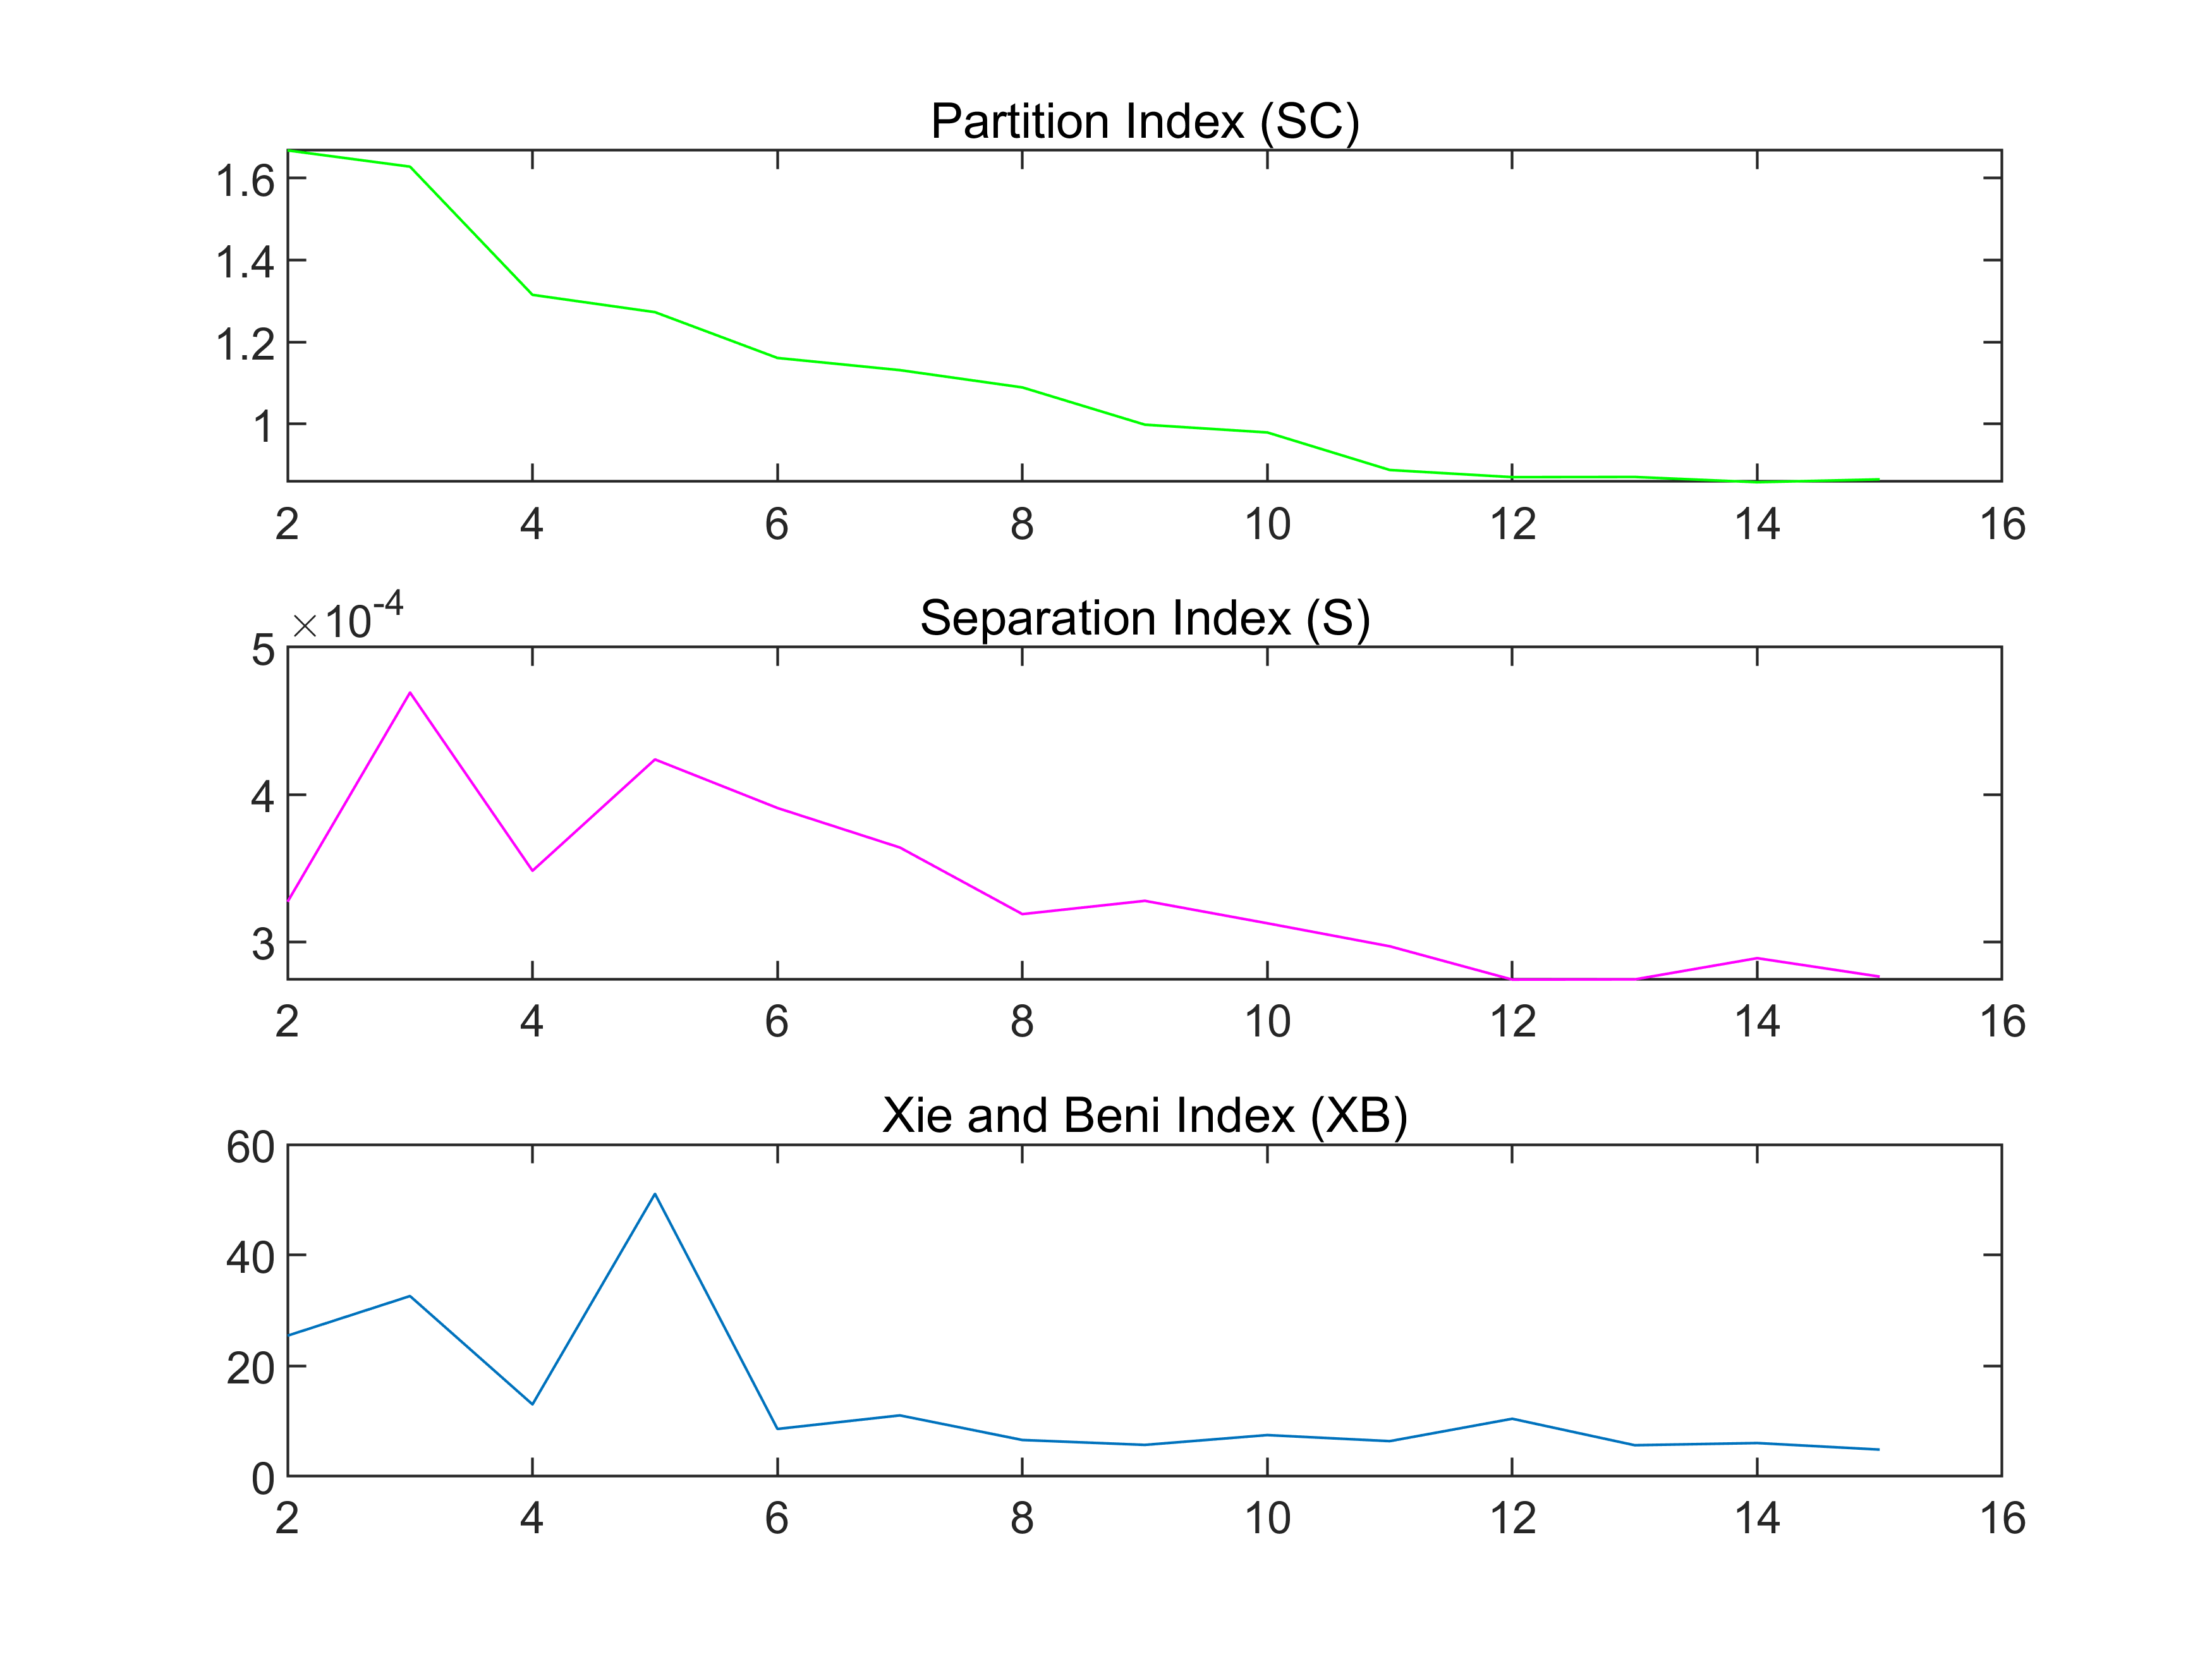 Partition Index (SC)
1.6
1.4
1.2
1
2 4 6 8 10 12 14 16
×10-4
Separation Index (S)
5
4
3
2 4 6 8 10 12 14 16
Xie and Beni Index (XB)
60
40
20
0
2 4 6 8 10 12 14 16